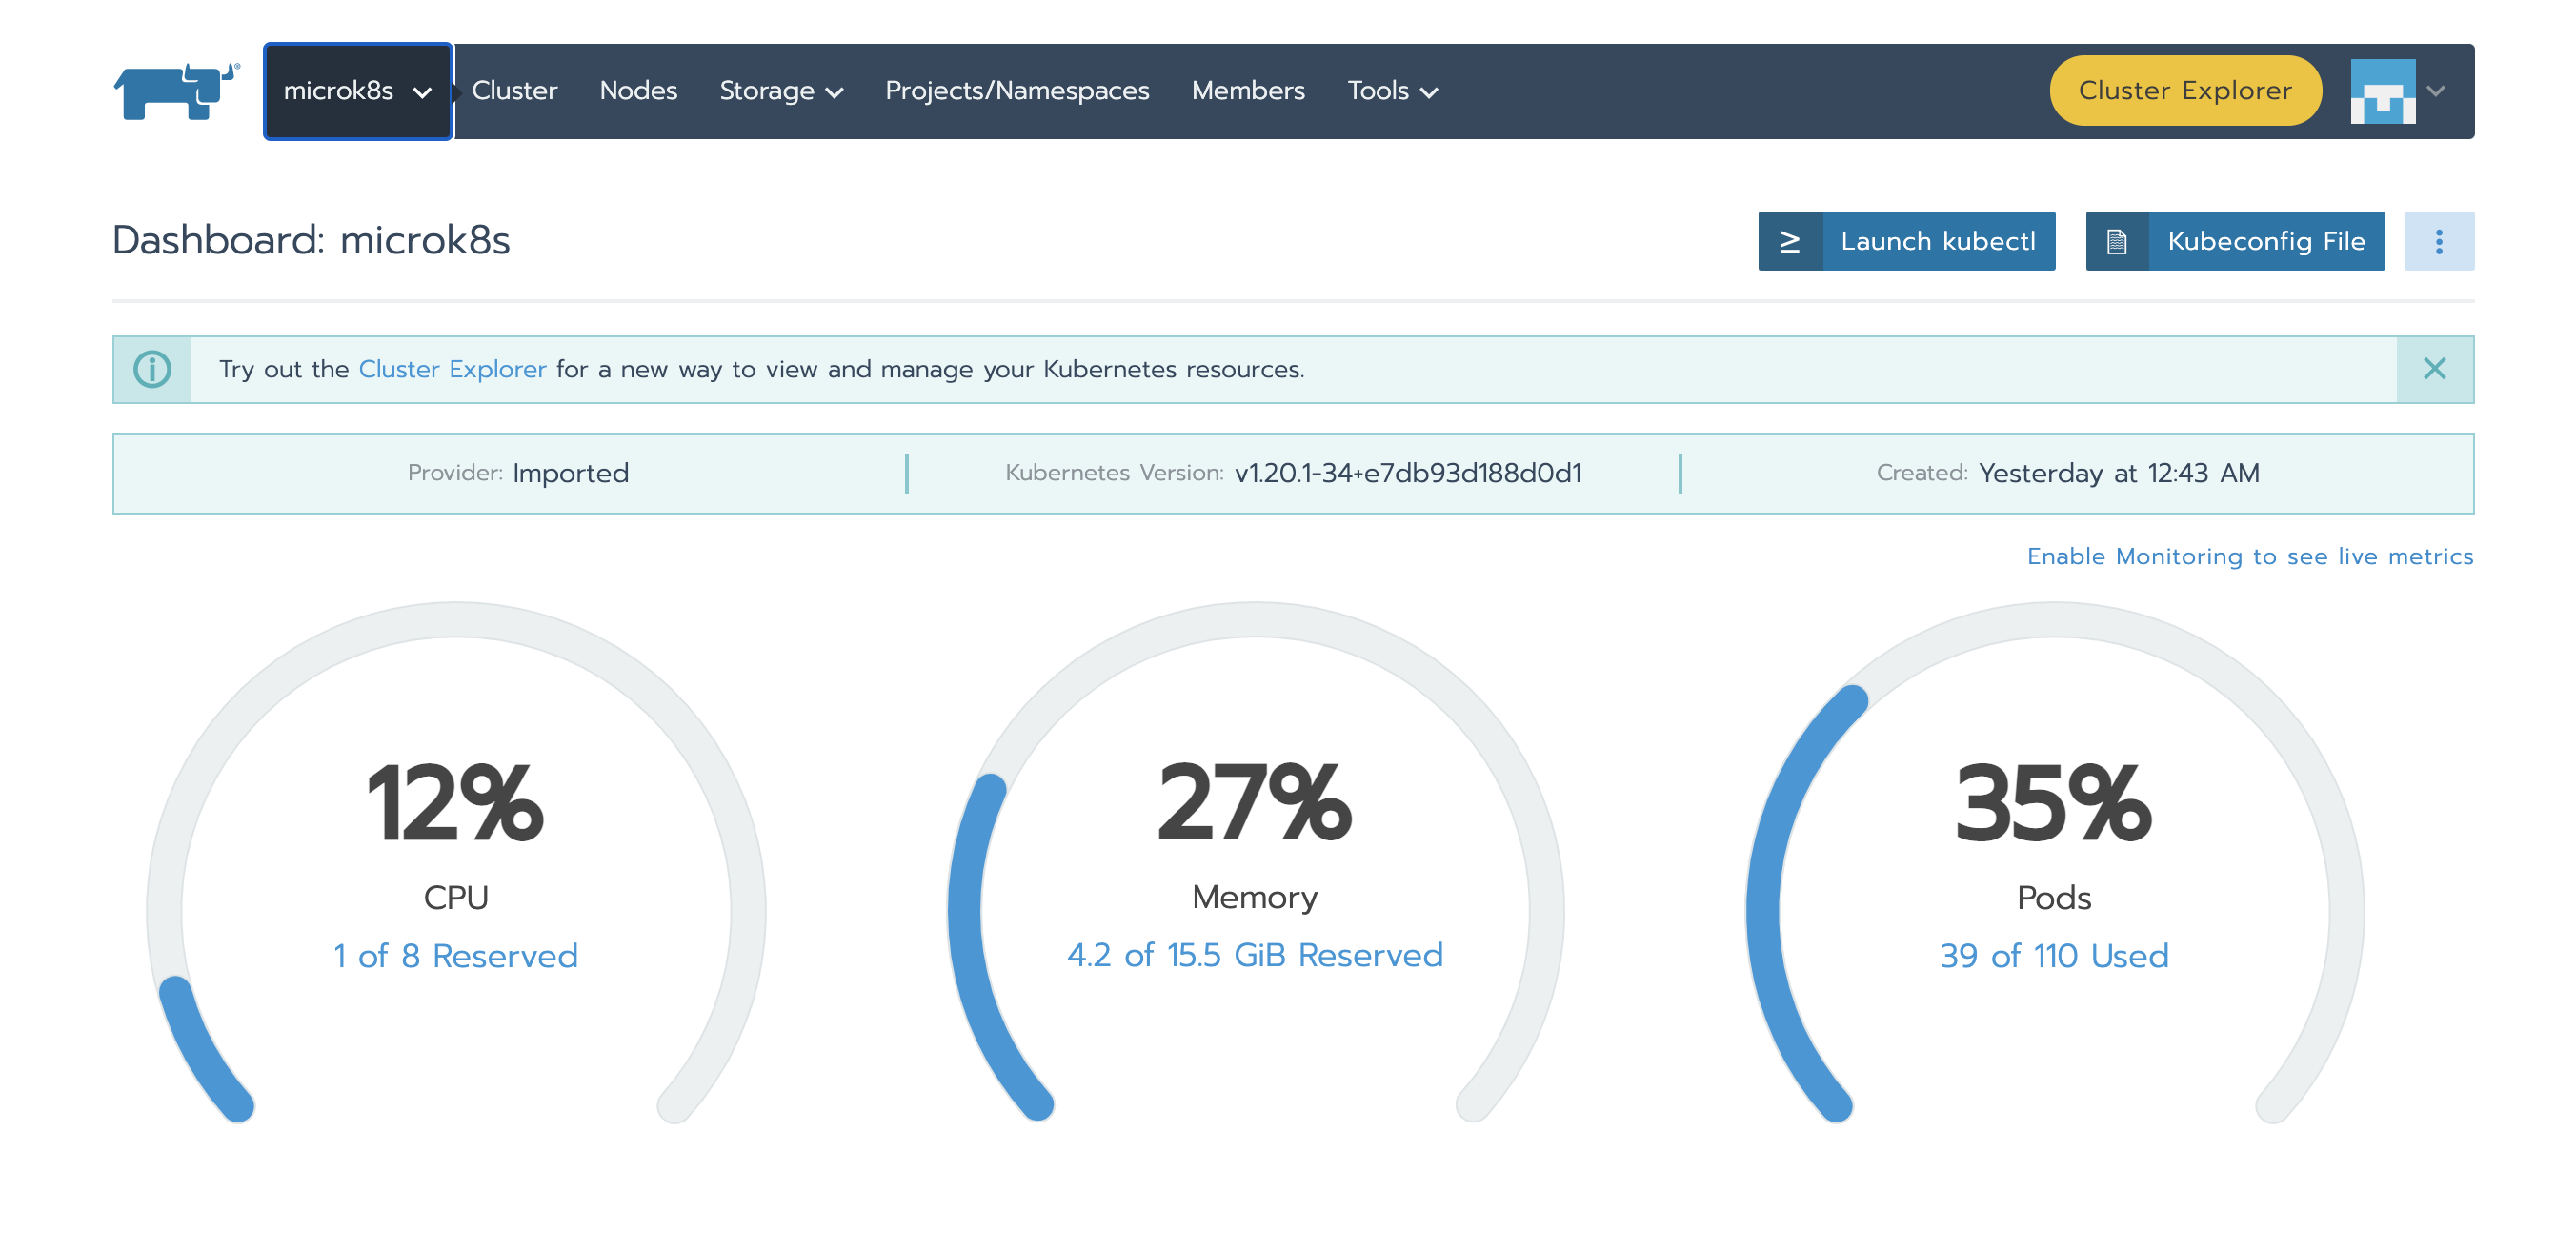 microk8s Cluster Nodes Storage Projects/Namespaces Members Tools Cluster Explorer
Dashboard: microk8s
Launch kubectl Kubeconfig File
Try out the Cluster Explorer for a new way to view and manage your Kubernetes resources.
Provider: Imported Kubernetes Version: v1.20.1-34+e7db93d188d0d1 Created: Yesterday at 12:43 AM
Enable Monitoring to see live metrics
12% 27% 35%
CPU Memory Pods
1 of 8 Reserved 4.2 of 15.5 GiB Reserved 39 of 110 Used